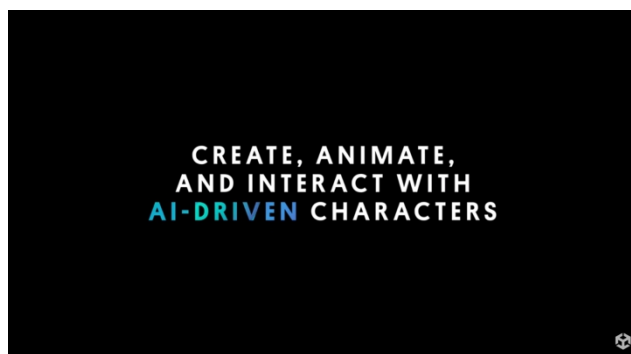 CREATE, ANIMATE,
AND INTERACT WITH
AI-DRIVEN CHARACTERS